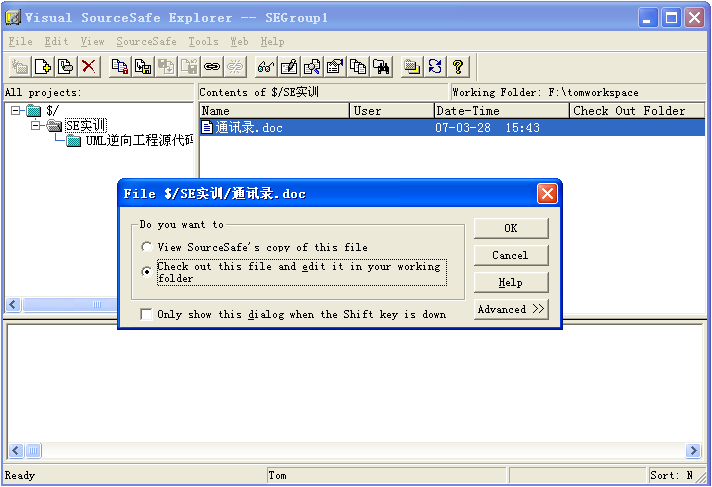 Visual SourceSafe Explorer -- SEGroup1
File Edit View SourceSafe Tools Web Help
All projects:
Contents of $/SE实训
Working Folder: F:\tomworkspace
$/
SE实训
UML逆向工程源代码
Name User Date-Time Check Out Folder
通讯录.doc 07-03-28 15:43
File $/SE实训/通讯录.doc
Do you want to
View SourceSafe's copy of this file
Check out this file and edit it in your working
folder
Only show this dialog when the Shift key is down
OK
Cancel
Help
Advanced >>
Ready Tom Sort: N